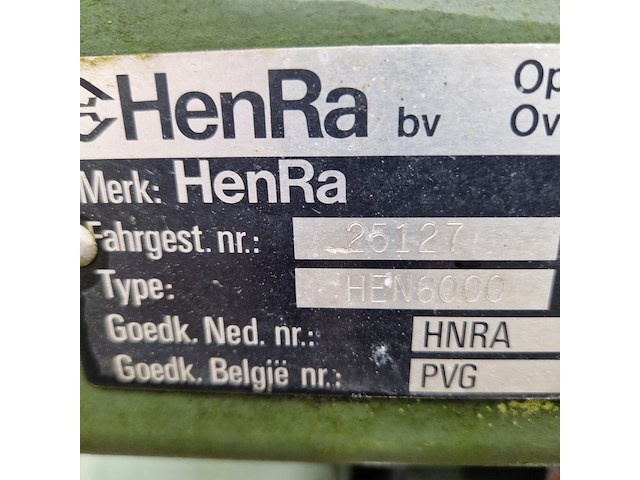 HenRa bv
Op
Ov
Merk: HenRa
Fahrgest. nr.: 25127
Type: HEN6000
Goedk. Ned. nr.: HNRA
Goedk. België nr.: PVG